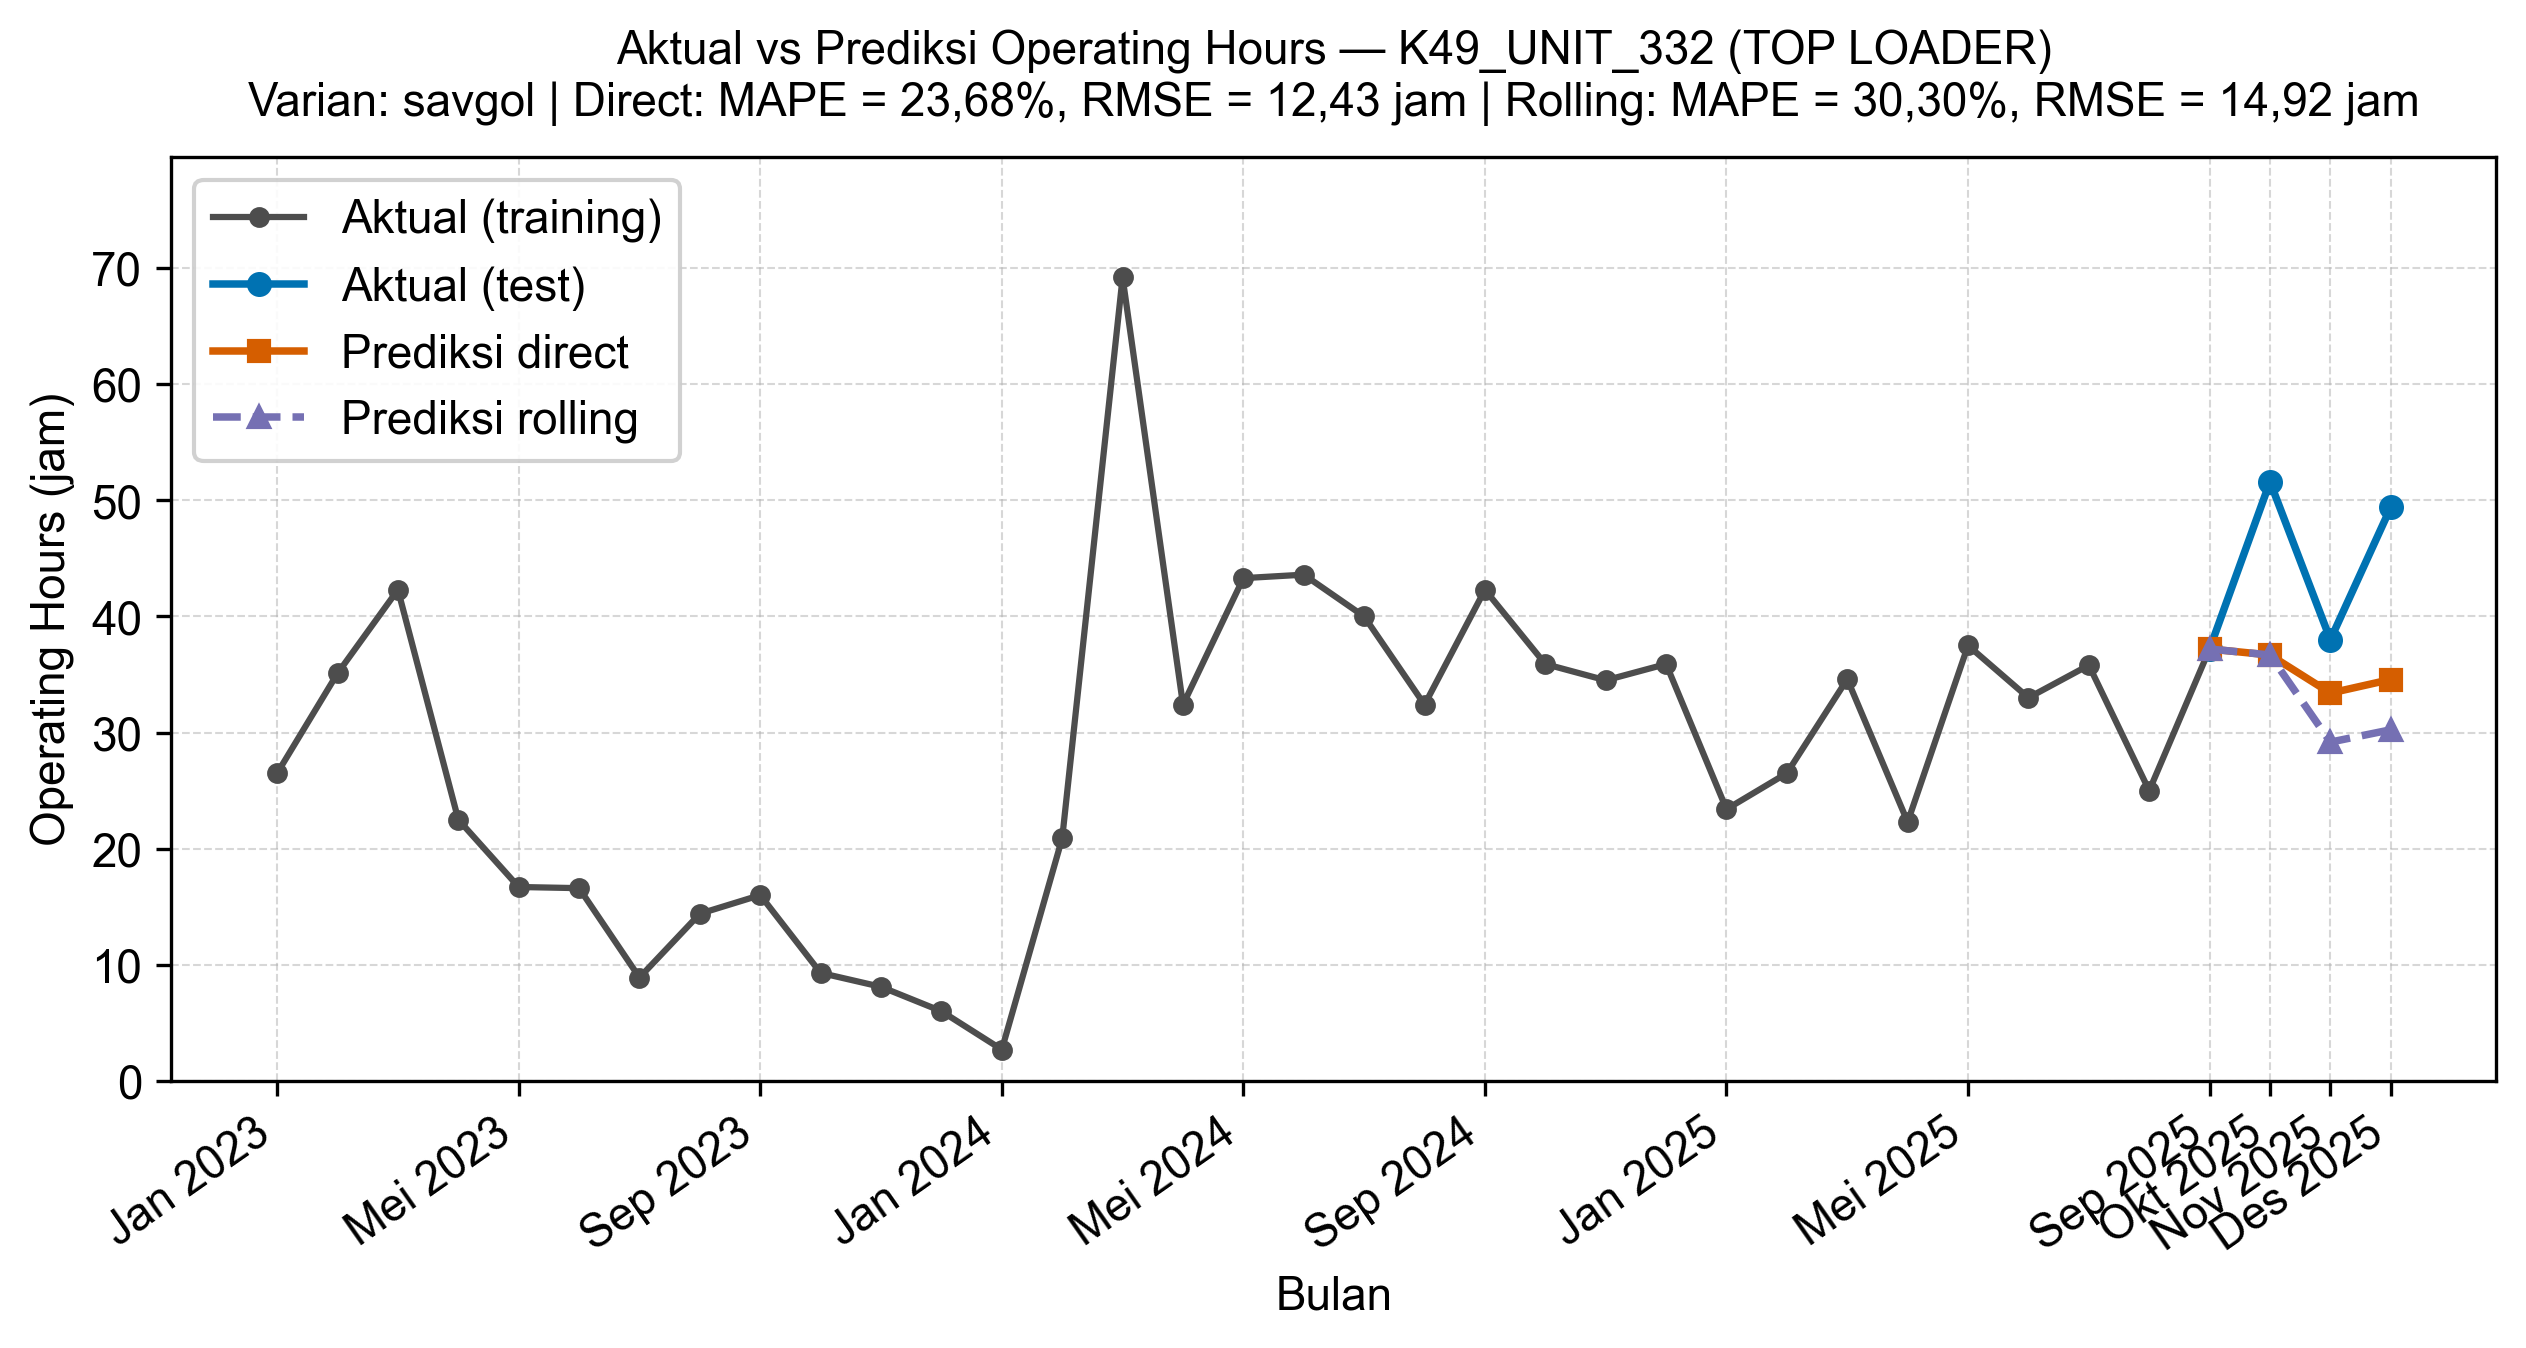 Aktual vs Prediksi Operating Hours — K49_UNIT_332 (TOP LOADER)
Varian: savgol | Direct: MAPE = 23,68%, RMSE = 12,43 jam | Rolling: MAPE = 30,30%, RMSE = 14,92 jam
Aktual (training)
Aktual (test)
Prediksi direct
Prediksi rolling
Operating Hours (jam)
70
60
50
40
30
20
10
0
Jan 2023
Mei 2023
Sep 2023
Jan 2024
Mei 2024
Sep 2024
Jan 2025
Mei 2025
Sep 2025
Okt 2025
Nov 2025
Des 2025
Bulan